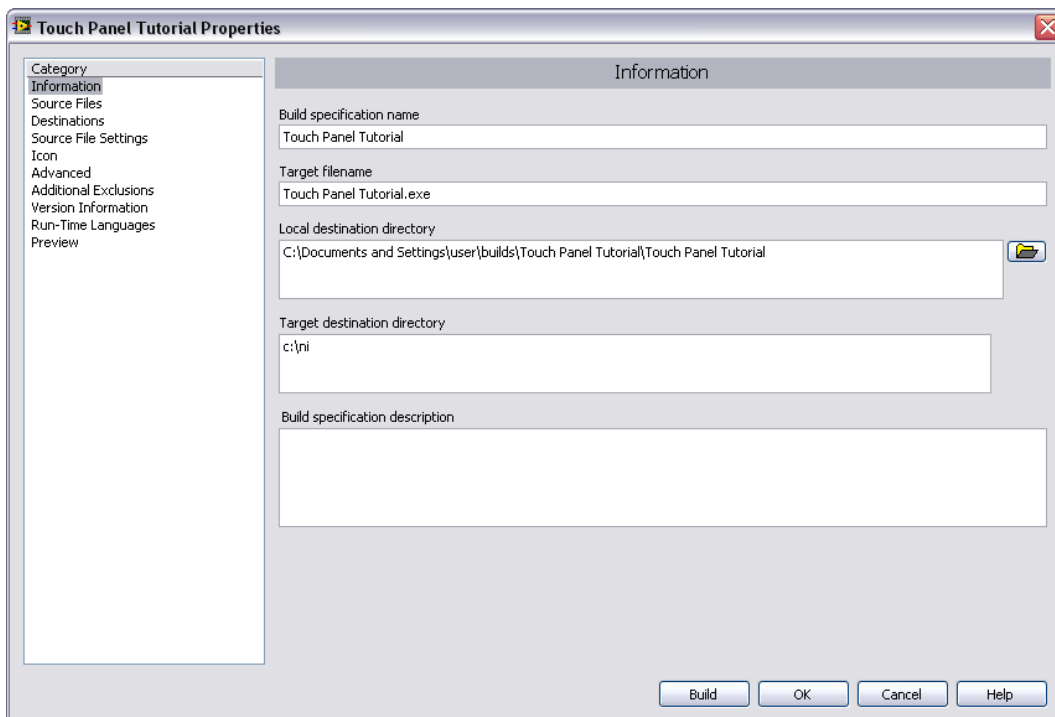 Touch Panel Tutorial Properties
Category
Information
Source Files
Destinations
Source File Settings
Icon
Advanced
Additional Exclusions
Version Information
Run-Time Languages
Preview
Information
Build specification name
Touch Panel Tutorial
Target filename
Touch Panel Tutorial.exe
Local destination directory
C:\Documents and Settings\user\builds\Touch Panel Tutorial\Touch Panel Tutorial
Target destination directory
c:\ni
Build specification description
Build OK Cancel Help